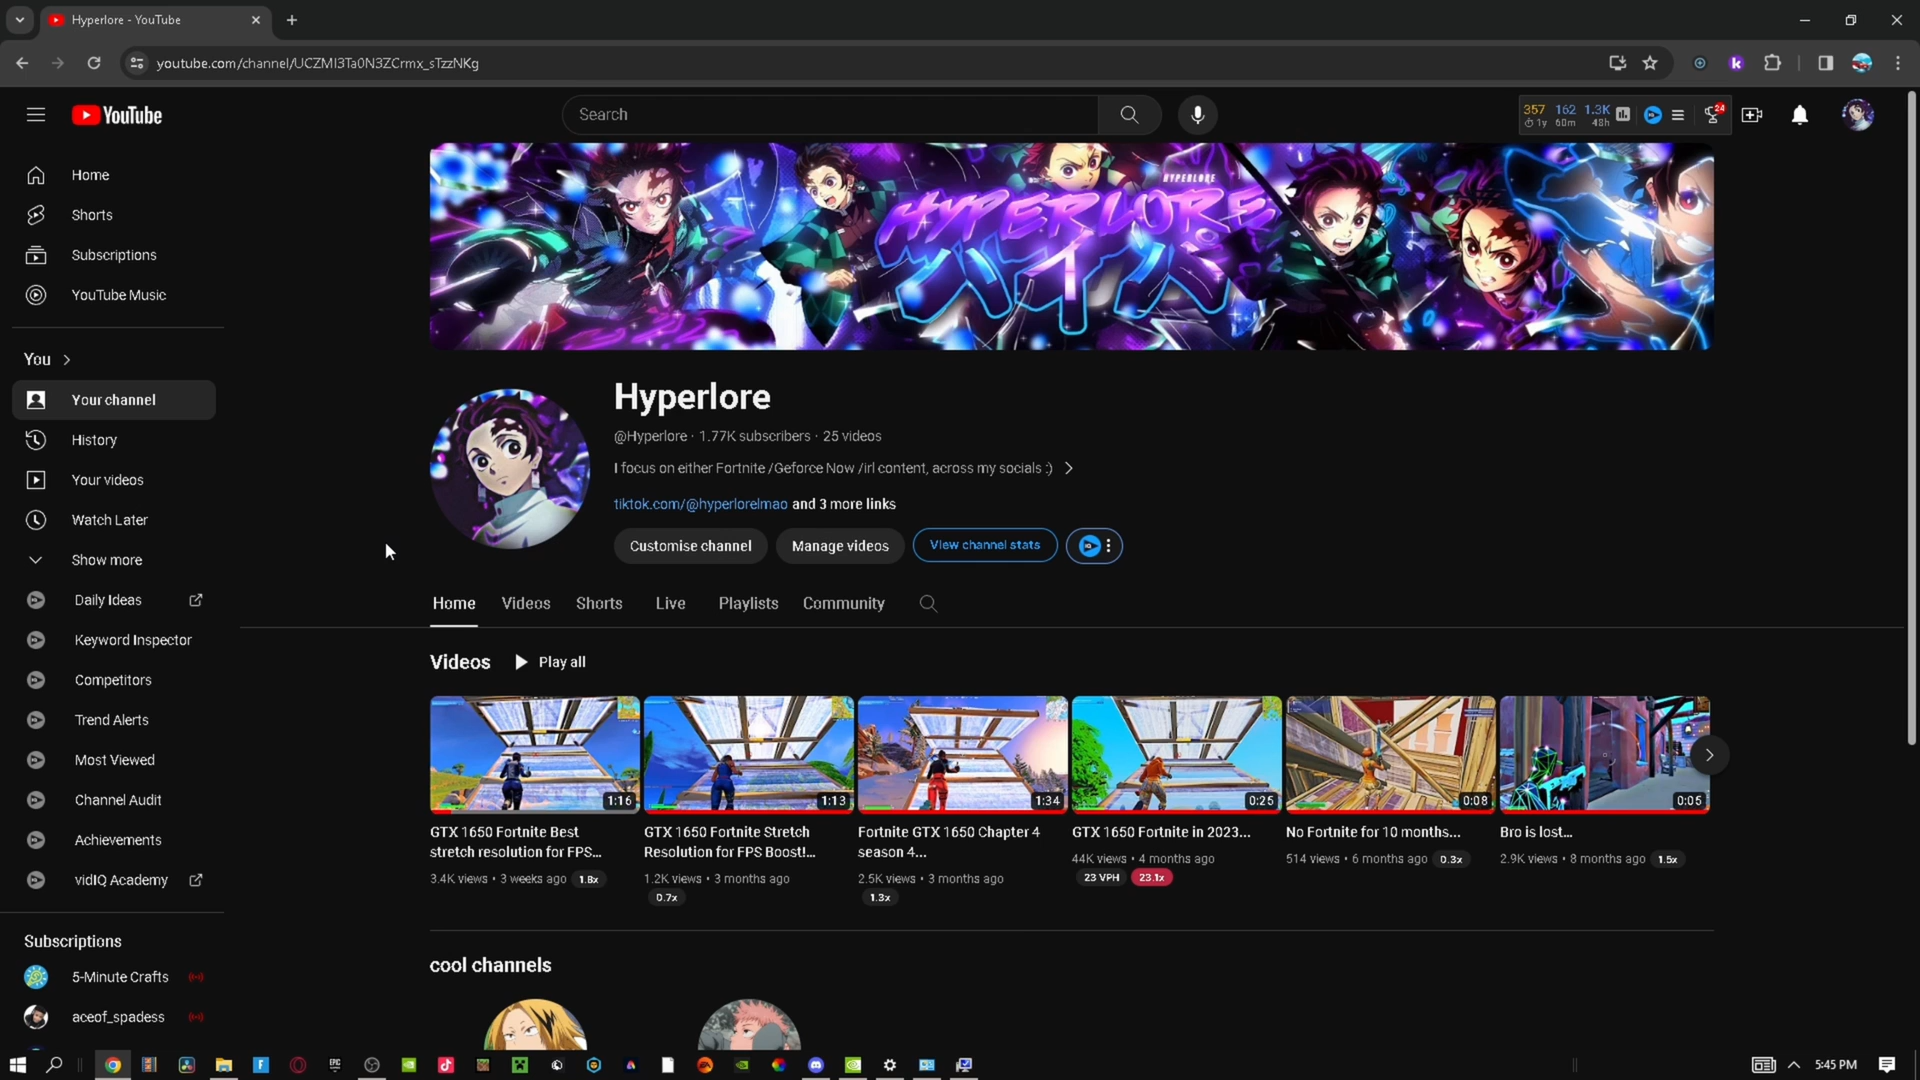 Hyperlore - YouTube
youtube.com/channel/UCZMI3Ta0N3ZCrmx_sTzzNKg
YouTube
Search
357 162 1.3K
1y 60m 48h
24
Home
Shorts
Subscriptions
YouTube Music
You
Your channel
History
Your videos
Watch Later
Show more
Daily Ideas
Keyword Inspector
Competitors
Trend Alerts
Most Viewed
Channel Audit
Achievements
vidIQ Academy
Subscriptions
5-Minute Crafts
aceof_spadess
HYPERLORE
HYPERLORE
Hyperlore
@Hyperlore · 1.77K subscribers · 25 videos
I focus on either Fortnite /Geforce Now /irl content, across my socials :)
tiktok.com/@hyperlorelmao and 3 more links
Customise channel
Manage videos
View channel stats
Home Videos Shorts Live Playlists Community
Videos
Play all
1:16
GTX 1650 Fortnite Best
stretch resolution for FPS...
3.4K views • 3 weeks ago 1.8x
1:13
GTX 1650 Fortnite Stretch
Resolution for FPS Boost!...
1.2K views • 3 months ago
0.7x
1:34
Fortnite GTX 1650 Chapter 4
season 4...
2.5K views • 3 months ago
1.3x
0:25
GTX 1650 Fortnite in 2023...
44K views • 4 months ago
23 VPH 23.1x
0:08
No Fortnite for 10 months...
514 views • 6 months ago 0.3x
0:05
Bro is lost...
2.9K views • 8 months ago 1.5x
cool channels
EPIC
5:45 PM